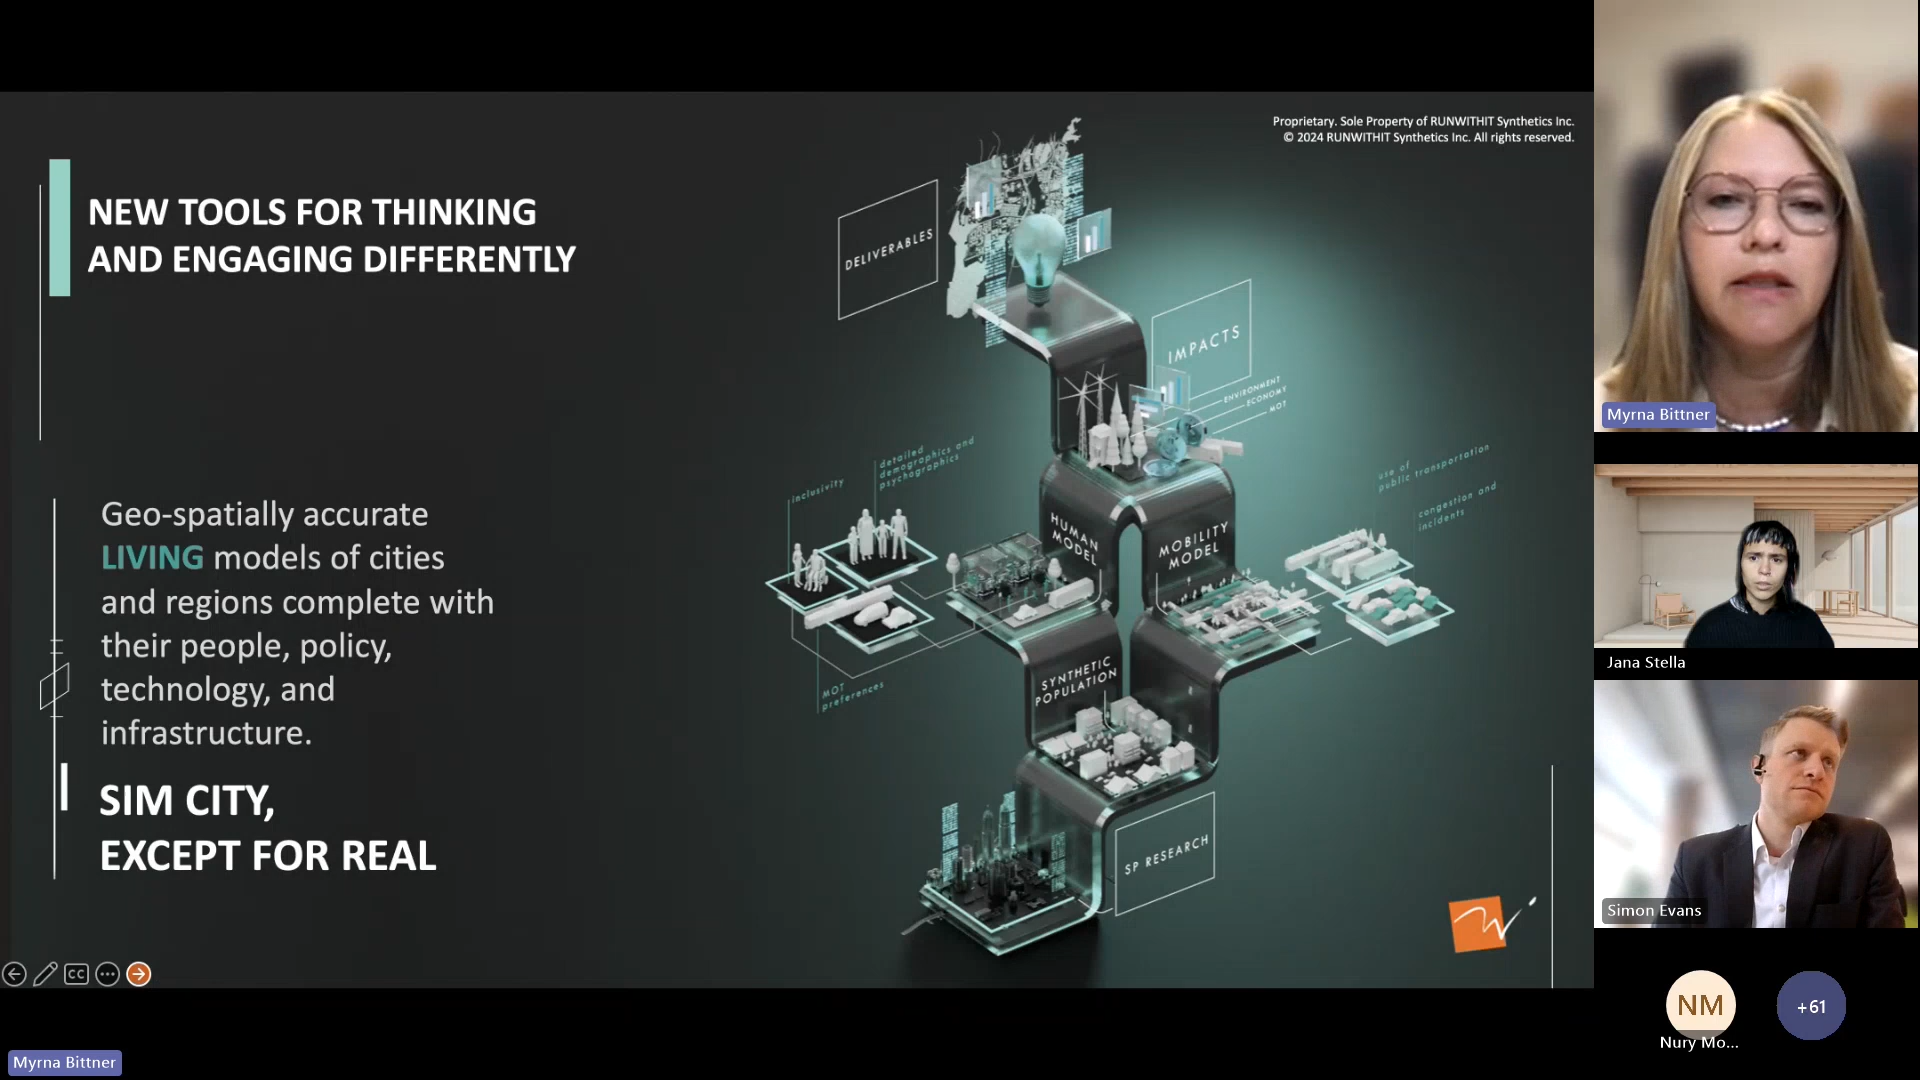 Proprietary. Sole Property of RUNWITHIT Synthetics Inc.
© 2024 RUNWITHIT Synthetics Inc. All rights reserved.
NEW TOOLS FOR THINKING
AND ENGAGING DIFFERENTLY
DELIVERABLES
IMPACTS
ENVIRONMENT
ECONOMY
MOT
detailed
demographics and
psychographics
inclusivity
use of
public transportation
congestion and
incidents
HUMAN
MODEL
MOBILITY
MODEL
Geo-spatially accurate
LIVING models of cities
and regions complete with
their people, policy,
technology, and
infrastructure.
SYNTHETIC
POPULATION
MOT
preferences
SIM CITY,
EXCEPT FOR REAL
SP RESEARCH
CC
Myrna Bittner
Myrna Bittner
Jana Stella
Simon Evans
NM
Nury Mo...
+61